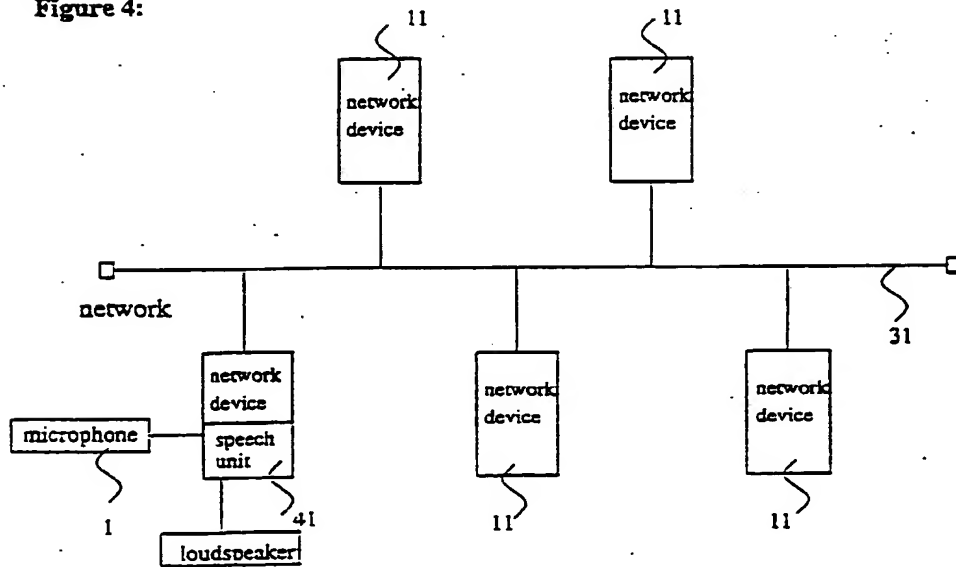 Figure 4:
11
11
network
device
network
device
network
31
network
device
speech
unit
microphone
network
device
network
device
1
41
11
11
loudspeaker